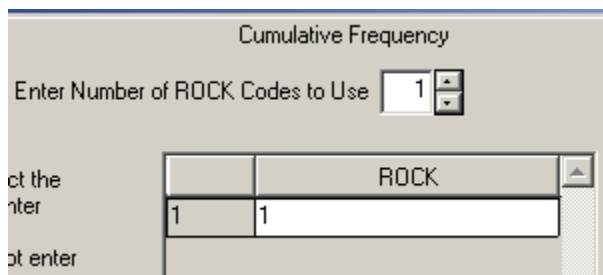 Cumulative Frequency
Enter Number of ROCK Codes to Use 1
ct the
nter
ot enter
ROCK
1 1